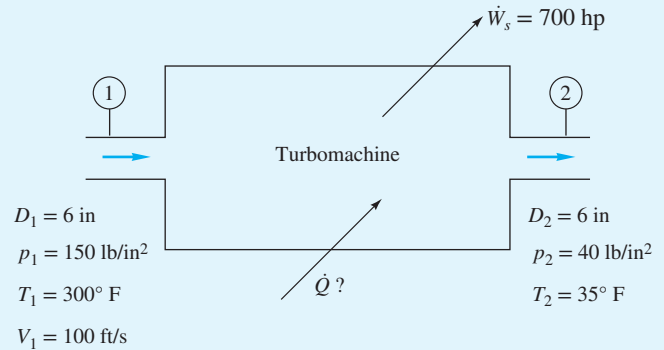 Ẇs = 700 hp
1
2
Turbomachine
D1 = 6 in
p1 = 150 lb/in²
T1 = 300° F
V1 = 100 ft/s
Q̇ ?
D2 = 6 in
p2 = 40 lb/in²
T2 = 35° F